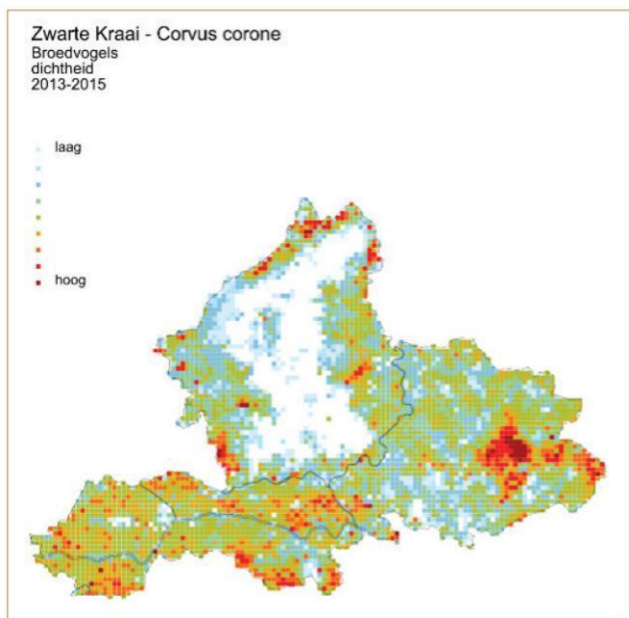 Zwarte Kraai - Corvus corone
Broedvogels
dichtheid
2013-2015
laag
hoog